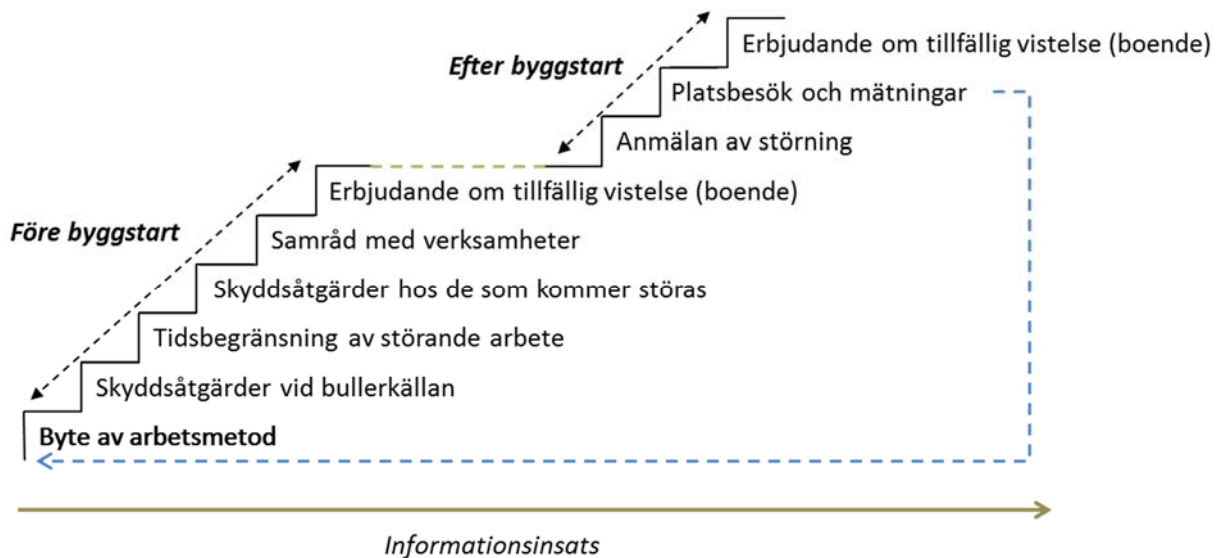 Erbjudande om tillfällig vistelse (boende)
Efter byggstart
Platsbesök och mätningar
Anmälan av störning
Erbjudande om tillfällig vistelse (boende)
Före byggstart
Samråd med verksamheter
Skyddsåtgärder hos de som kommer störas
Tidsbegränsning av störande arbete
Skyddsåtgärder vid bullerkällan
Byte av arbetsmetod
Informationsinsats